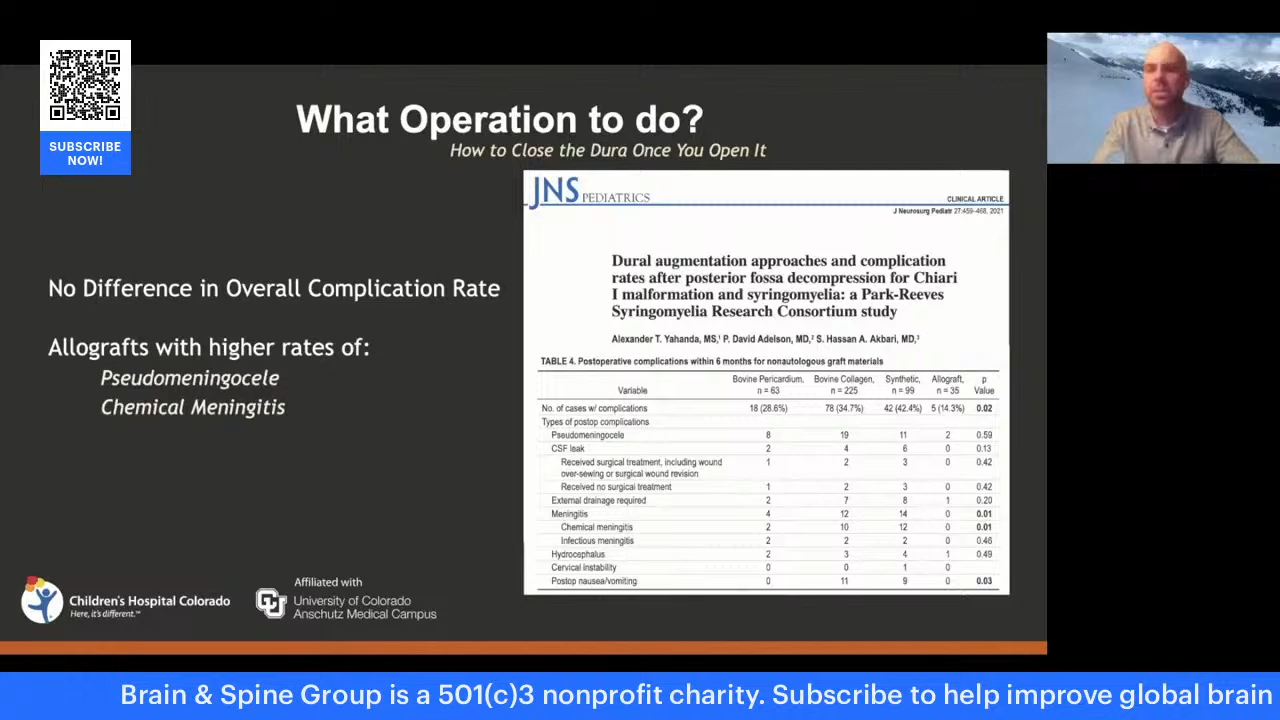 SUBSCRIBE
NOW!
What Operation to do?
How to Close the Dura Once You Open It
No Difference in Overall Complication Rate
Allografts with higher rates of:
Pseudomeningocele
Chemical Meningitis
JNS PEDIATRICS
CLINICAL ARTICLE
J Neurosurg Pediatr 27:459–468, 2021
Dural augmentation approaches and complication
rates after posterior fossa decompression for Chiari
I malformation and syringomyelia: a Park-Reeves
Syringomyelia Research Consortium study
Alexander T. Yahanda, MS,¹ P. David Adelson, MD,² S. Hassan A. Akbari, MD,³
TABLE 4. Postoperative complications within 6 months for nonautologous graft materials
Variable Bovine Pericardium, n = 63 Bovine Collagen, n = 225 Synthetic, n = 99 Allograft, n = 35 p Value
No. of cases w/ complications 18 (28.6%) 78 (34.7%) 42 (42.4%) 5 (14.3%) 0.02
Types of postop complications
Pseudomeningocele 8 19 11 2 0.59
CSF leak 2 4 6 0 0.13
Received surgical treatment, including wound
over-sewing or surgical wound revision 1 2 3 0 0.42
Received no surgical treatment 1 2 3 0 0.42
External drainage required 2 7 8 1 0.20
Meningitis 4 12 14 0 0.01
Chemical meningitis 2 10 12 0 0.01
Infectious meningitis 2 2 2 0 0.46
Hydrocephalus 2 3 4 1 0.49
Cervical instability 0 0 1 0
Postop nausea/vomiting 0 11 9 0 0.03
Children's Hospital Colorado
Here, it's different.™
Affiliated with
University of Colorado
Anschutz Medical Campus
Brain & Spine Group is a 501(c)3 nonprofit charity. Subscribe to help improve global brain